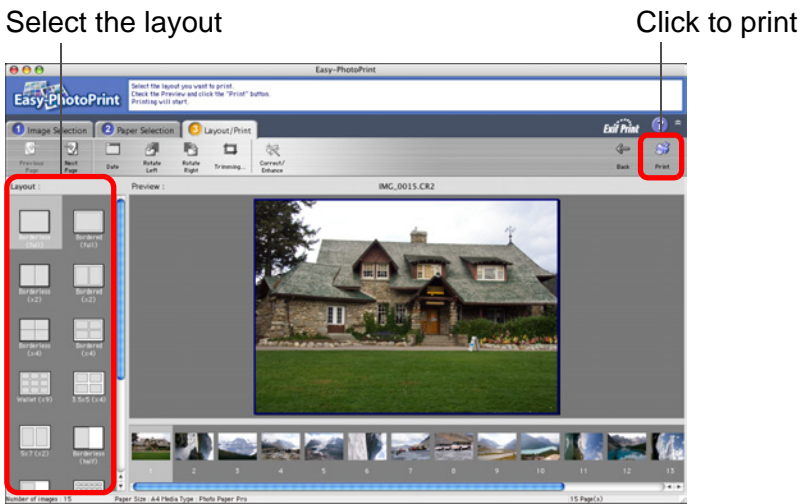 Select the layout
Click to print
Easy-PhotoPrint
Easy-PhotoPrint
Select the layout you want to print.
Check the Preview and click the "Print" button.
Printing will start.
1 Image Selection
2 Paper Selection
3 Layout/Print
Exif Print
?
Previous Page
Next Page
Date
Rotate Left
Rotate Right
Trimming...
Correct/ Enhance
Back
Print
Layout :
Preview :
IMG_0015.CR2
Borderless (full)
Bordered (full)
Borderless (x2)
Bordered (x2)
Borderless (x4)
Bordered (x4)
Wallet (x9)
3.5x5 (x4)
5x7 (x2)
Borderless (half)
1 2 3 4 5 6 7 8 9 10 11 12 13
Number of images : 15
Paper Size : A4 Media Type : Photo Paper Pro
15 Page(s)